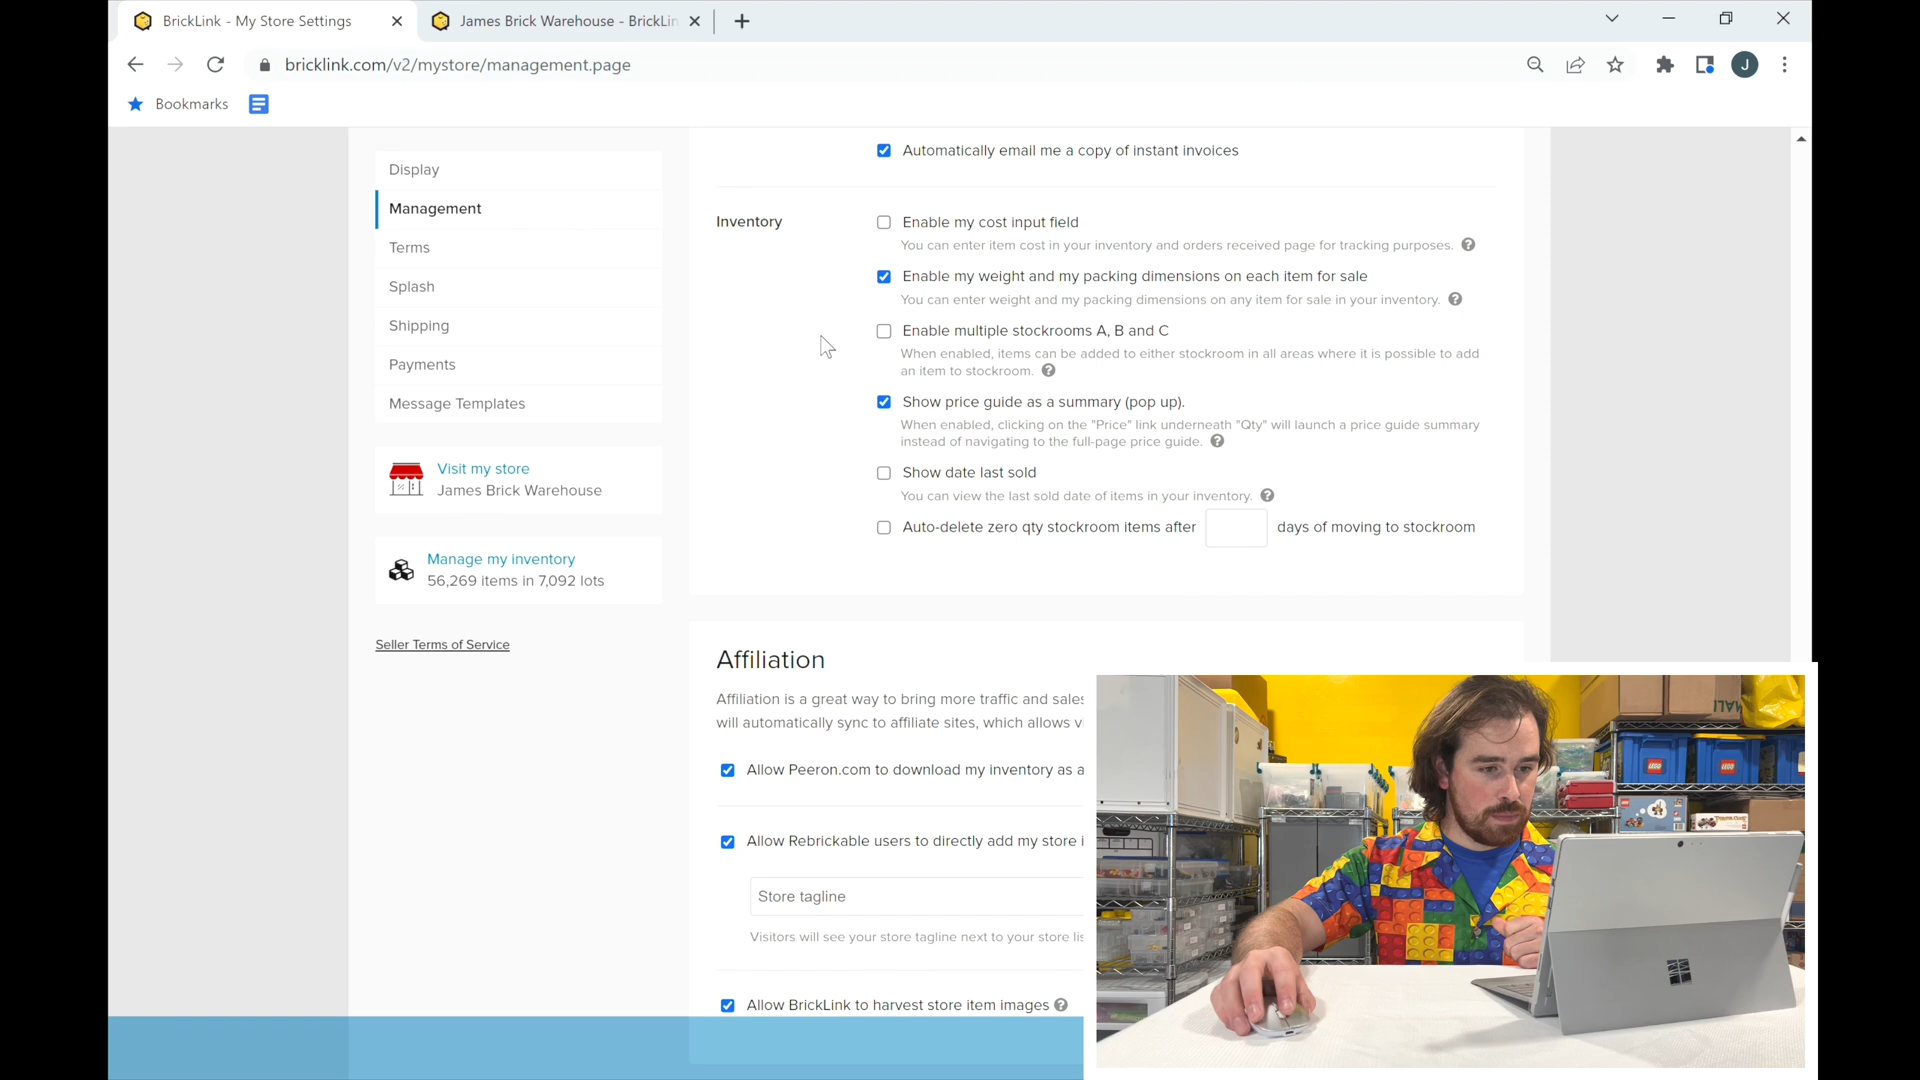 BrickLink - My Store Settings
James Brick Warehouse - BrickLin
bricklink.com/v2/mystore/management.page
J
Bookmarks
Display
Management
Terms
Splash
Shipping
Payments
Message Templates
Visit my store
James Brick Warehouse
Manage my inventory
56,269 items in 7,092 lots
Seller Terms of Service
Automatically email me a copy of instant invoices
Inventory
Enable my cost input field
You can enter item cost in your inventory and orders received page for tracking purposes.
Enable my weight and my packing dimensions on each item for sale
You can enter weight and my packing dimensions on any item for sale in your inventory.
Enable multiple stockrooms A, B and C
When enabled, items can be added to either stockroom in all areas where it is possible to add
an item to stockroom.
Show price guide as a summary (pop up).
When enabled, clicking on the "Price" link underneath "Qty" will launch a price guide summary
instead of navigating to the full-page price guide.
Show date last sold
You can view the last sold date of items in your inventory.
Auto-delete zero qty stockroom items after days of moving to stockroom
Affiliation
Affiliation is a great way to bring more traffic and sales
will automatically sync to affiliate sites, which allows v
Allow Peeron.com to download my inventory as a
Allow Rebrickable users to directly add my store i
Store tagline
Visitors will see your store tagline next to your store lis
Allow BrickLink to harvest store item images
LEGO
LEGO